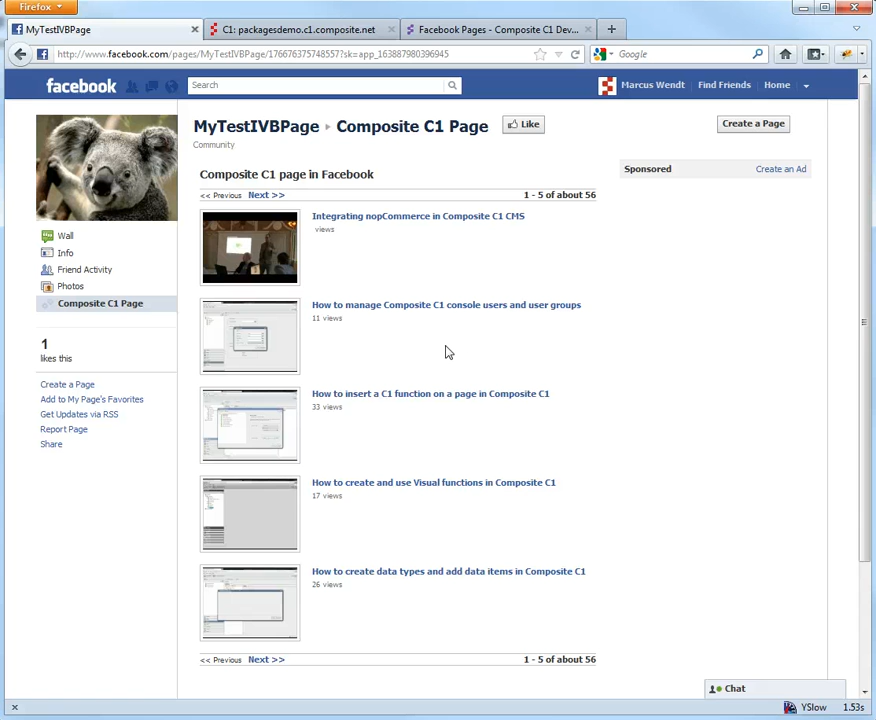 Firefox
MyTestIVBPage
C1: packagesdemo.c1.composite.net
Facebook Pages - Composite C1 Dev...
http://www.facebook.com/pages/MyTestIVBPage/176676375748557?sk=app_163887980396945
Google
facebook
Search
Marcus Wendt
Find Friends
Home
MyTestIVBPage
Composite C1 Page
Like
Create a Page
Community
Sponsored
Create an Ad
Composite C1 page in Facebook
<< Previous Next >>
1 - 5 of about 56
Integrating nopCommerce in Composite C1 CMS
views
Wall
Info
Friend Activity
Photos
Composite C1 Page
How to manage Composite C1 console users and user groups
11 views
1
likes this
Create a Page
Add to My Page's Favorites
Get Updates via RSS
Report Page
Share
How to insert a C1 function on a page in Composite C1
33 views
How to create and use Visual functions in Composite C1
17 views
How to create data types and add data items in Composite C1
26 views
<< Previous Next >>
1 - 5 of about 56
Chat
YSlow
1.53s